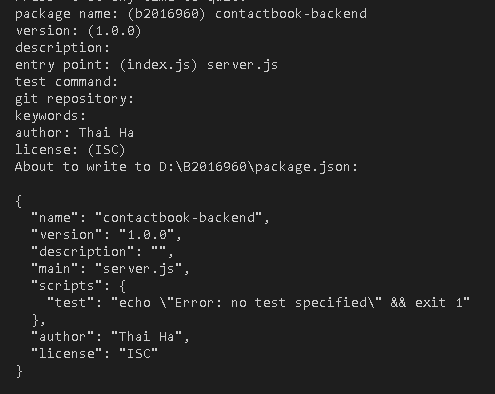 package name: (b2016960) contactbook-backend
version: (1.0.0)
description:
entry point: (index.js) server.js
test command:
git repository:
keywords:
author: Thai Ha
license: (ISC)
About to write to D:\B2016960\package.json:
{
  "name": "contactbook-backend",
  "version": "1.0.0",
  "description": "",
  "main": "server.js",
  "scripts": {
    "test": "echo \"Error: no test specified\" && exit 1"
  },
  "author": "Thai Ha",
  "license": "ISC"
}